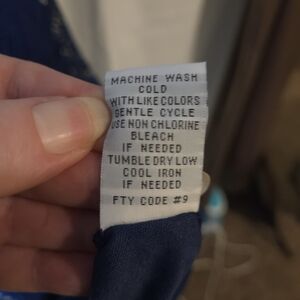 MACHINE WASH
COLD
WITH LIKE COLORS
GENTLE CYCLE
USE NON CHLORINE
BLEACH
IF NEEDED
TUMBLE DRY LOW
COOL IRON
IF NEEDED
FTY CODE #9